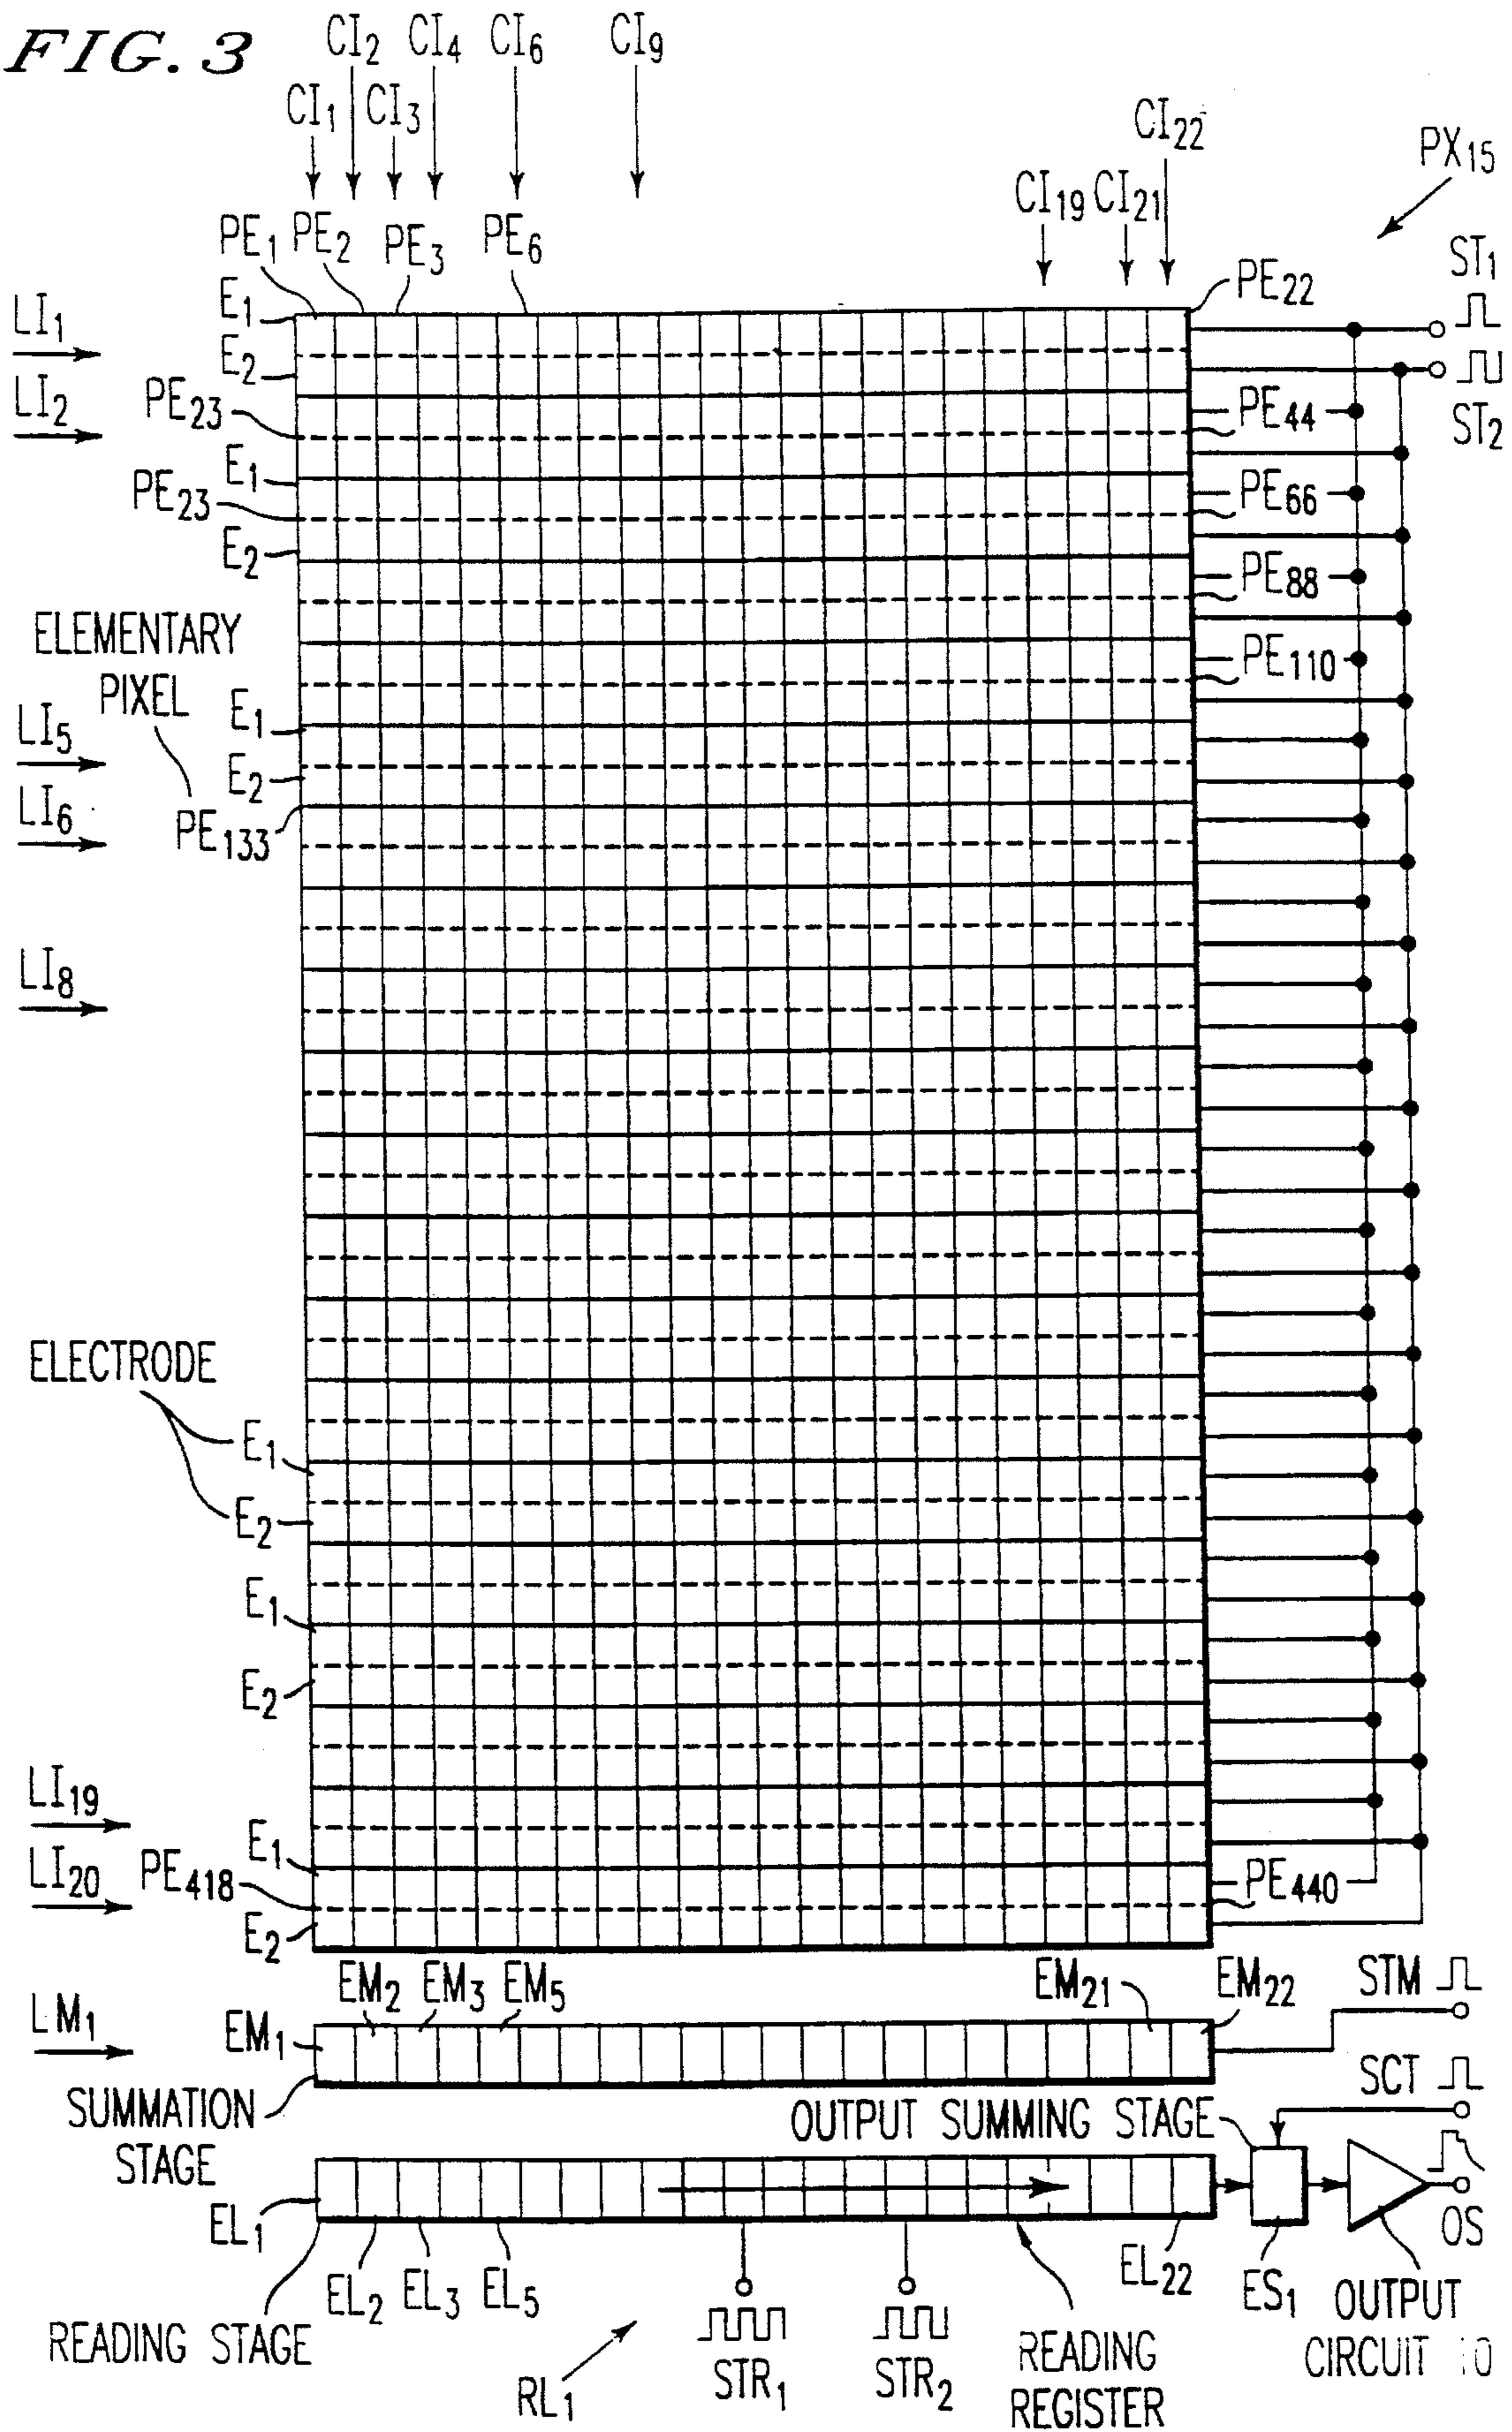 FIG. 3
CI2 CI4 CI6 CI9
CI1 CI3
CI22
PX15
CI19 CI21
PE1 PE2 PE3 PE6
ST1
PE22
E1
LI1
E2
LI2
PE23
PE44
ST2
E1
PE23
PE66
E2
PE88
ELEMENTARY
PIXEL
PE110
E1
LI5
E2
LI6
PE133
LI8
ELECTRODE
E1
E2
E1
E2
LI19
E1
LI20
PE418
PE440
E2
EM2 EM3 EM5
EM21 EM22
STM
LM1
EM1
SCT
SUMMATION
STAGE
OUTPUT SUMMING STAGE
EL1
OS
EL2 EL3 EL5
EL22
ES1
OUTPUT
CIRCUIT 10
READING STAGE
RL1
STR1
STR2
READING
REGISTER